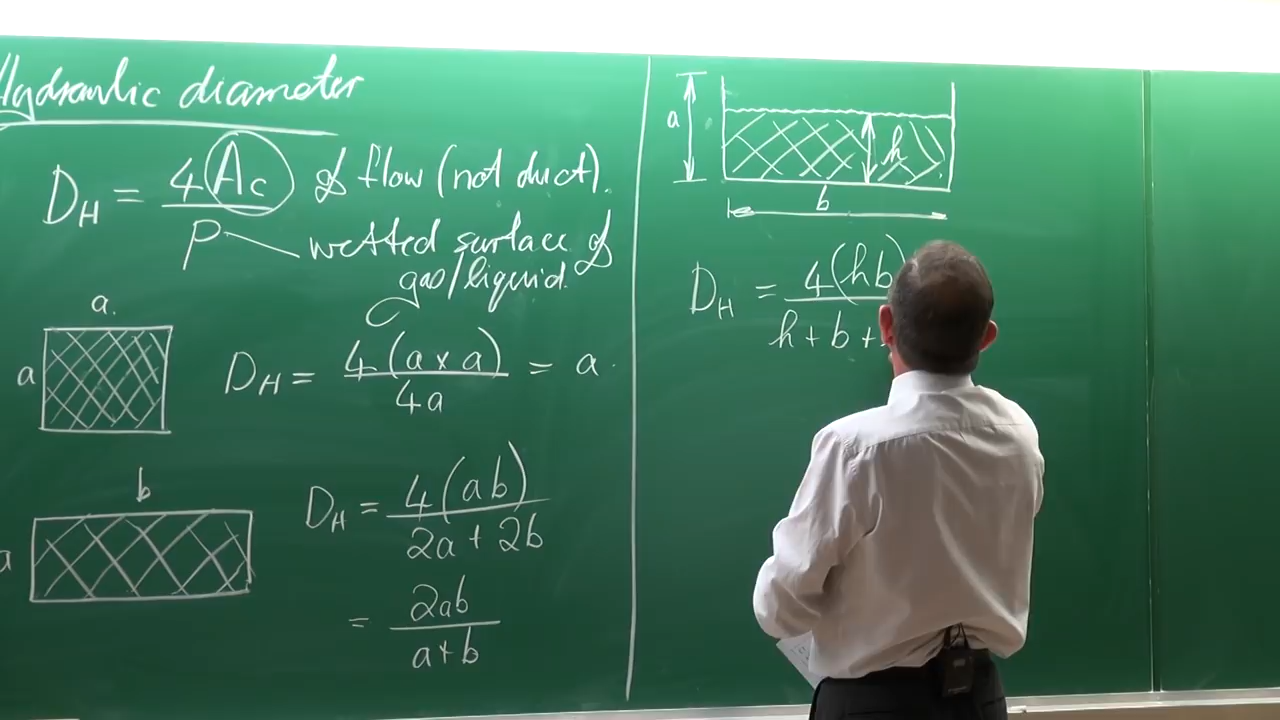 Hydraulic diameter
D_H = 4 Ac / P
of flow (not duct).
wetted surface of
gas/liquid.
a.
a
D_H = 4(a x a) / 4a = a.
b
a
D_H = 4(ab) / 2a + 2b
= 2ab / a+b
a
h
b
D_H = 4(hb) / h + b +